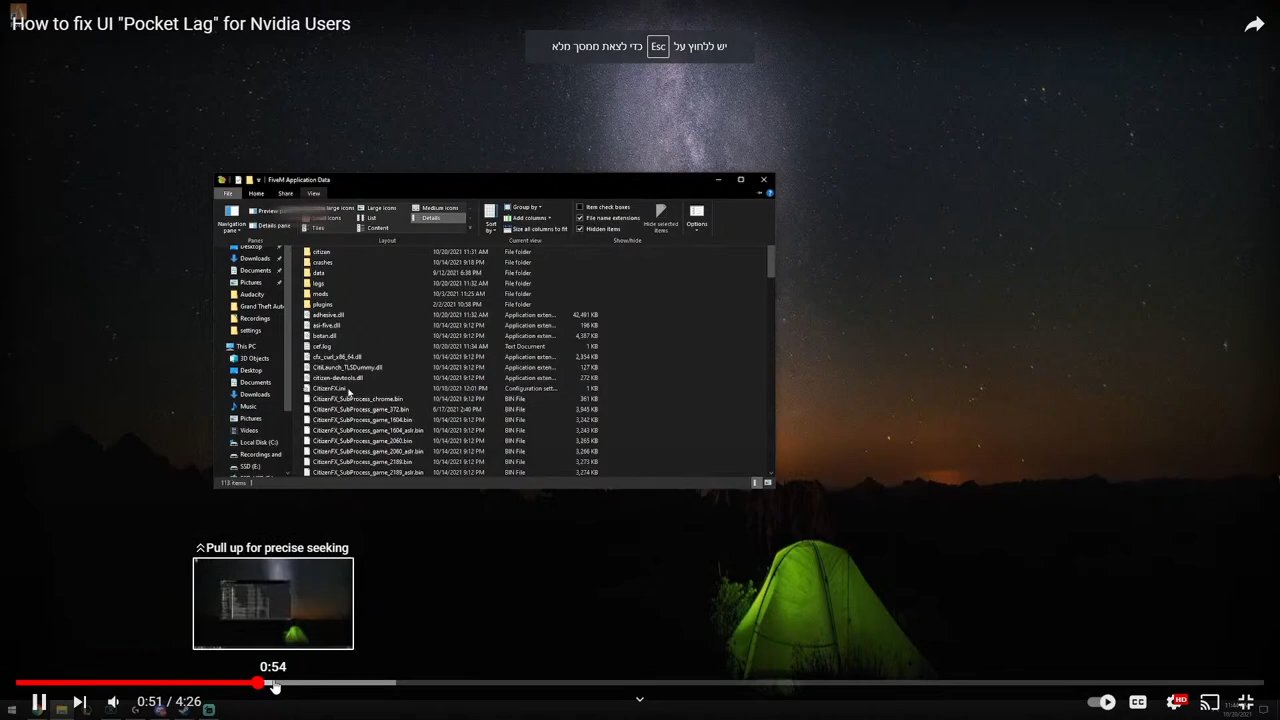 How to fix UI "Pocket Lag" for Nvidia Users
יש ללחוץ על Esc כדי לצאת ממסך מלא
FiveM Application Data
File Home Share View
Navigation pane
Preview
Details pane
Panes
large icons Large icons Medium icons
icons List Details
Tiles Content
Layout
Sort by
Group by
Add columns
Size all columns to fit
Current view
Item check boxes
File name extensions
Hidden items
Hide selected items
Show/hide
Options
Desktop
Downloads
Documents
Pictures
Audacity
Grand Theft Aut
Recordings
settings
This PC
3D Objects
Desktop
Documents
Downloads
Music
Pictures
Videos
Local Disk (C:)
Recordings and
SSD (E:)
citizen 10/20/2021 11:31 AM File folder
crashes 10/14/2021 9:18 PM File folder
data 9/12/2021 6:38 PM File folder
logs 10/20/2021 11:32 AM File folder
mods 10/3/2021 11:25 AM File folder
plugins 2/2/2021 10:58 PM File folder
adhesive.dll 10/20/2021 11:32 AM Application exten... 42,491 KB
asi-five.dll 10/14/2021 9:12 PM Application exten... 196 KB
botan.dll 10/14/2021 9:12 PM Application exten... 4,387 KB
cef.log 10/20/2021 11:34 AM Text Document 1 KB
cfx_curl_x86_64.dll 10/14/2021 9:12 PM Application exten... 2,354 KB
CitiLaunch_TLSDummy.dll 10/14/2021 9:12 PM Application exten... 127 KB
citizen-devtools.dll 10/14/2021 9:12 PM Application exten... 272 KB
CitizenFX.ini 10/18/2021 12:01 PM Configuration sett... 1 KB
CitizenFX_SubProcess_chrome.bin 10/14/2021 9:12 PM BIN File 361 KB
CitizenFX_SubProcess_game_372.bin 6/17/2021 2:40 PM BIN File 3,945 KB
CitizenFX_SubProcess_game_1604.bin 10/14/2021 9:12 PM BIN File 3,242 KB
CitizenFX_SubProcess_game_1604_aslr.bin 10/14/2021 9:12 PM BIN File 3,243 KB
CitizenFX_SubProcess_game_2060.bin 10/14/2021 9:12 PM BIN File 3,265 KB
CitizenFX_SubProcess_game_2060_aslr.bin 10/14/2021 9:12 PM BIN File 3,266 KB
CitizenFX_SubProcess_game_2189.bin 10/14/2021 9:12 PM BIN File 3,273 KB
CitizenFX_SubProcess_game_2189_aslr.bin 10/14/2021 9:12 PM BIN File 3,274 KB
113 items
Pull up for precise seeking
0:54
0:51 / 4:26
CC
HD
10/20/2021